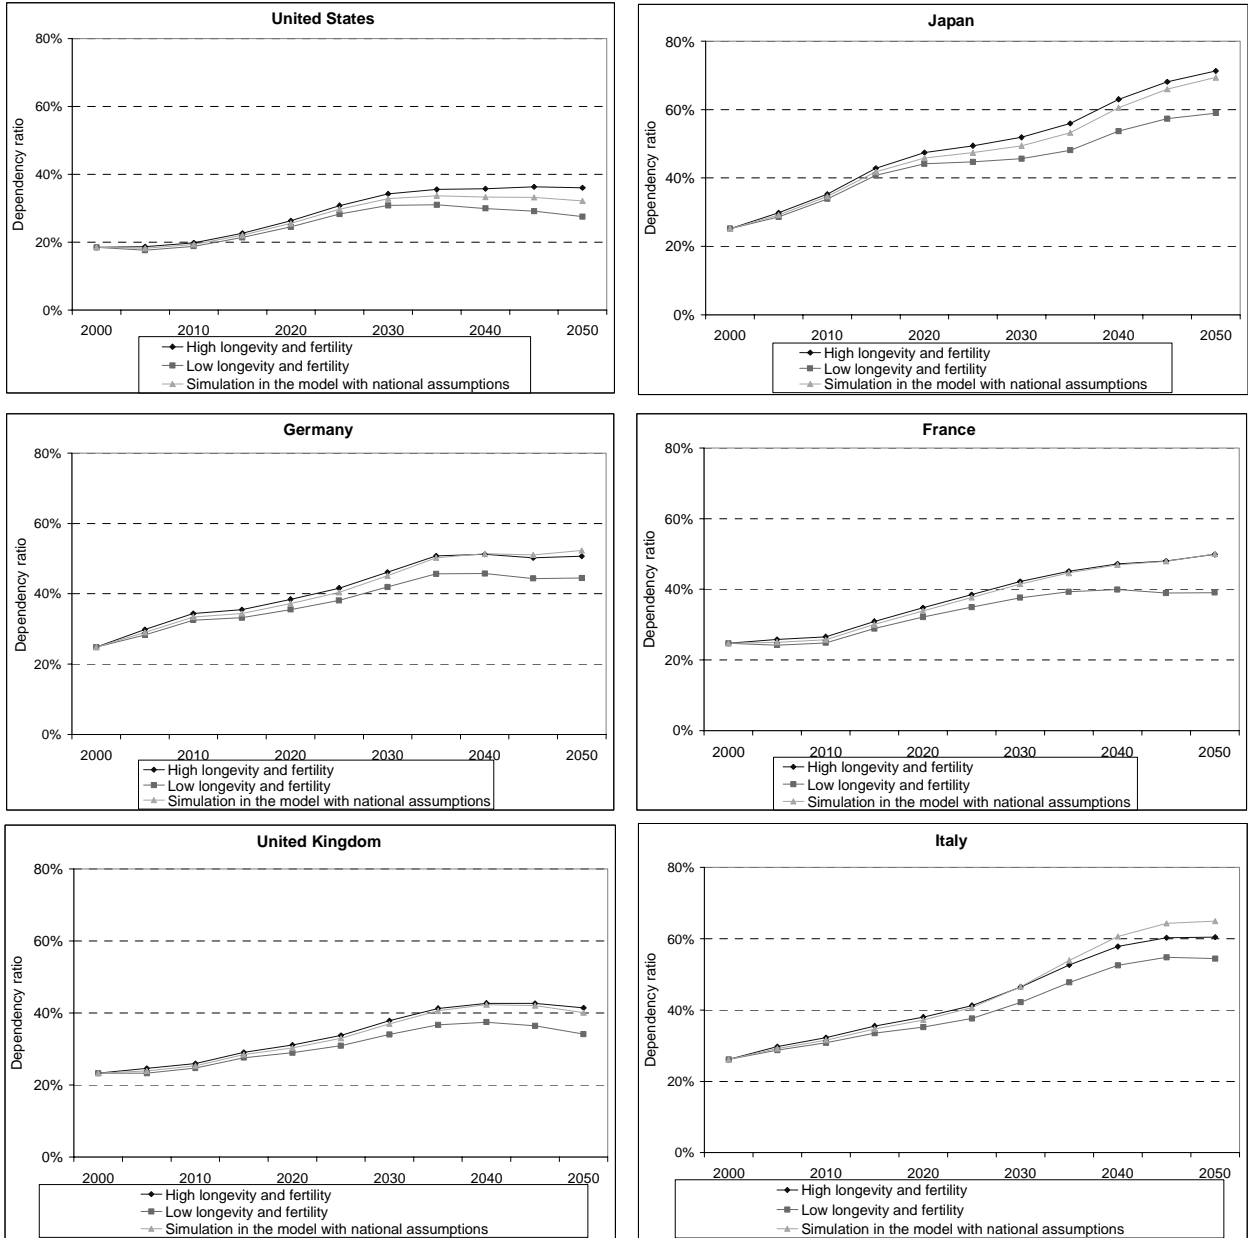 United States
80%
60%
40%
20%
0%
Dependency ratio
2000 2010 2020 2030 2040 2050
High longevity and fertility
Low longevity and fertility
Simulation in the model with national assumptions
Japan
80%
60%
40%
20%
0%
Dependency ratio
2000 2010 2020 2030 2040 2050
High longevity and fertility
Low longevity and fertility
Simulation in the model with national assumptions
Germany
80%
60%
40%
20%
0%
Dependency ratio
2000 2010 2020 2030 2040 2050
High longevity and fertility
Low longevity and fertility
Simulation in the model with national assumptions
France
80%
60%
40%
20%
0%
Dependency ratio
2000 2010 2020 2030 2040 2050
High longevity and fertility
Low longevity and fertility
Simulation in the model with national assumptions
United Kingdom
80%
60%
40%
20%
0%
Dependency ratio
2000 2010 2020 2030 2040 2050
High longevity and fertility
Low longevity and fertility
Simulation in the model with national assumptions
Italy
80%
60%
40%
20%
0%
Dependency ratio
2000 2010 2020 2030 2040 2050
High longevity and fertility
Low longevity and fertility
Simulation in the model with national assumptions